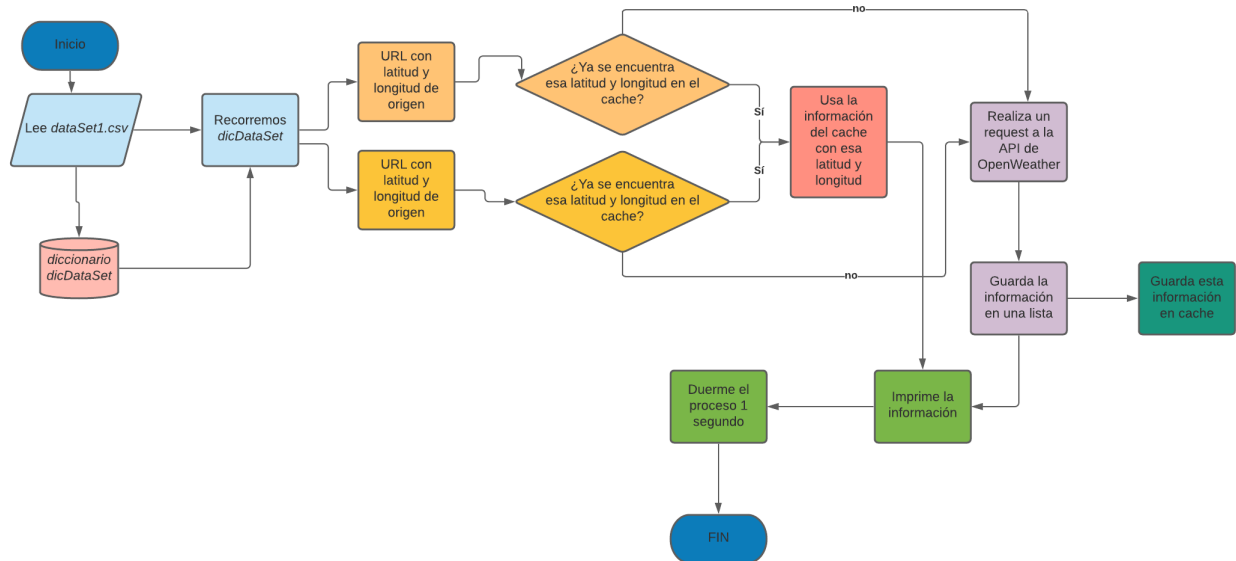 Inicio
Lee dataSet1.csv
diccionario
dicDataSet
Recorremos
dicDataSet
URL con
latitud y
longitud de
origen
URL con
latitud y
longitud de
origen
¿Ya se encuentra
esa latitud y longitud en el
cache?
¿Ya se encuentra
esa latitud y longitud en el
cache?
no
Sí
Sí
no
Usa la
información
del cache
con esa
latitud y
longitud
Realiza un
request a la
API de
OpenWeather
Guarda la
información
en una lista
Guarda esta
información
en cache
Imprime la
información
Duerme el
proceso 1
segundo
FIN